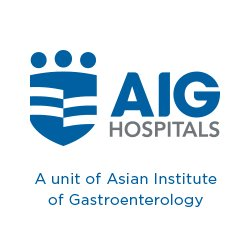 AIG
HOSPITALS
A unit of Asian Institute
of Gastroenterology